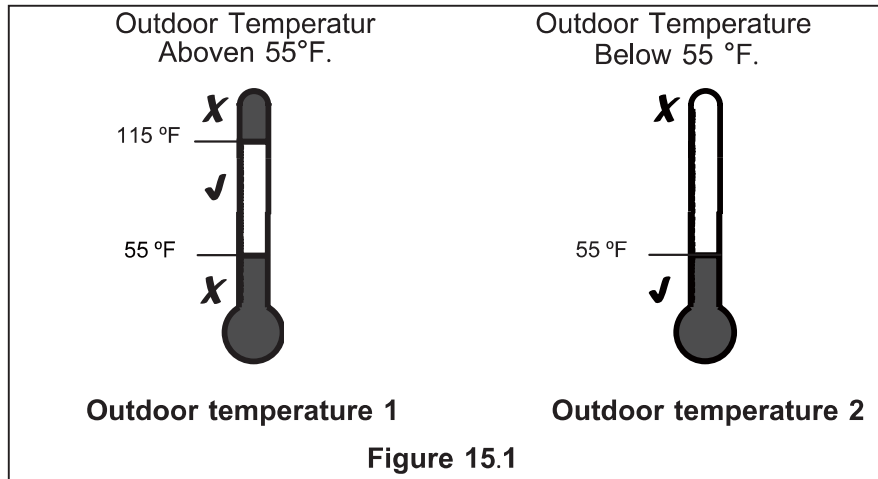 Outdoor Temperatur
Aboven 55°F.
115 ºF
55 ºF
Outdoor temperature 1
Outdoor Temperature
Below 55 °F.
55 ºF
Outdoor temperature 2
Figure 15.1